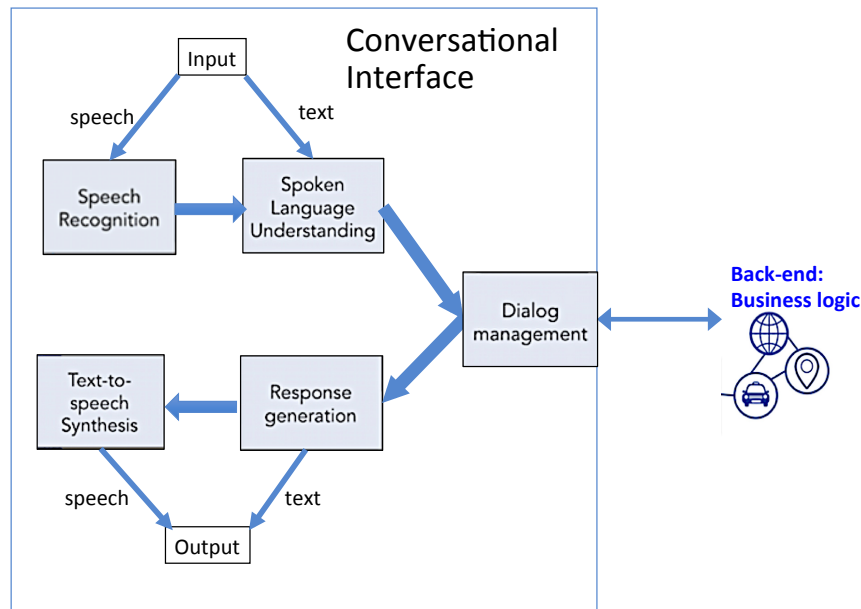 Conversational
Interface
Input
speech
text
Speech
Recognition
Spoken
Language
Understanding
Dialog
management
Back-end:
Business logic
Text-to-
speech
Synthesis
Response
generation
speech
text
Output